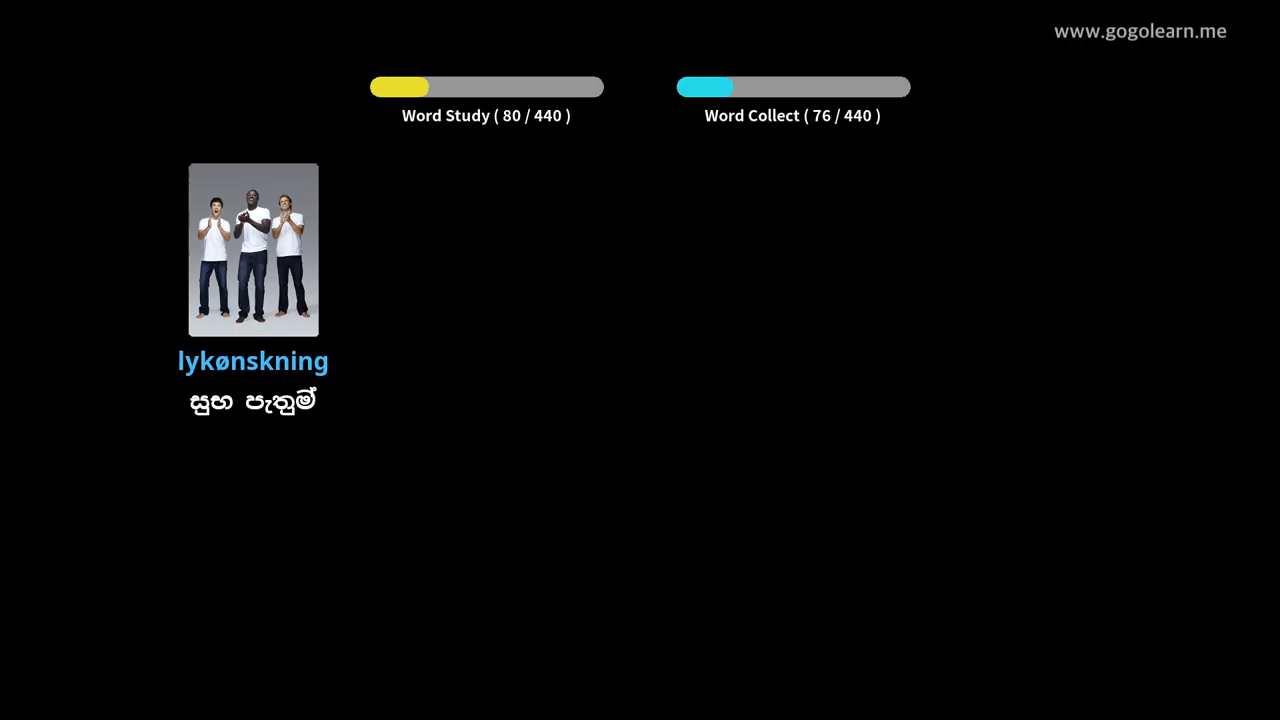 www.gogolearn.me
Word Study ( 80 / 440 )
Word Collect ( 76 / 440 )
lykønskning
සුභ පැතුම්